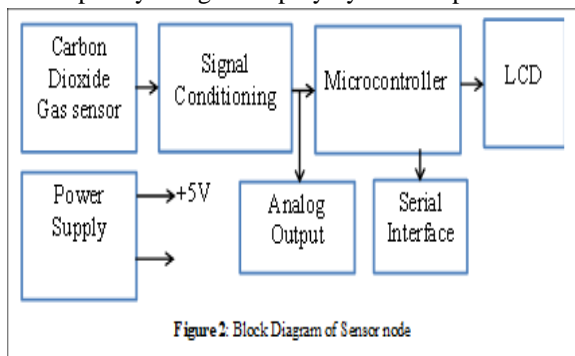 Carbon
Dioxide
Gas sensor
Signal
Conditioning
Microcontroller
LCD
Power
Supply
+5V
Analog
Output
Serial
Interface
Figure 2: Block Diagram of Sensor node